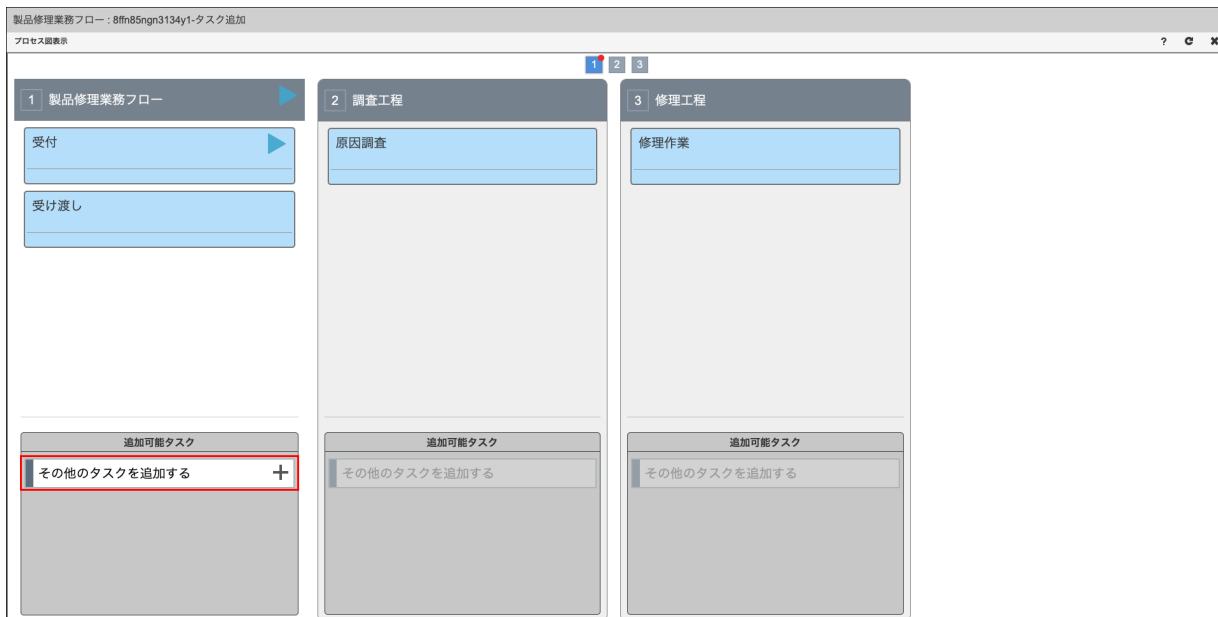 製品修理業務フロー : 8ffn85ngn3134y1-タスク追加
プロセス図表示
?
1 2 3
1 製品修理業務フロー
受付
受け渡し
追加可能タスク
その他のタスクを追加する
2 調査工程
原因調査
追加可能タスク
その他のタスクを追加する
3 修理工程
修理作業
追加可能タスク
その他のタスクを追加する